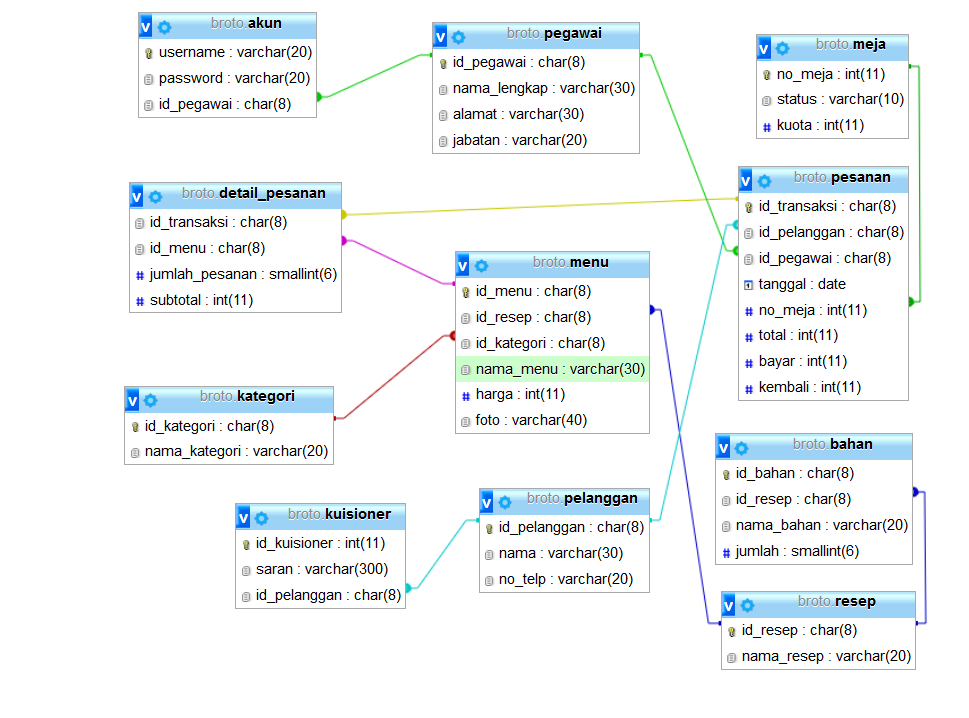 broto.akun
username : varchar(20)
password : varchar(20)
id_pegawai : char(8)
broto.pegawai
id_pegawai : char(8)
nama_lengkap : varchar(30)
alamat : varchar(30)
jabatan : varchar(20)
broto.meja
no_meja : int(11)
status : varchar(10)
kuota : int(11)
broto.detail_pesanan
id_transaksi : char(8)
id_menu : char(8)
jumlah_pesanan : smallint(6)
subtotal : int(11)
broto.menu
id_menu : char(8)
id_resep : char(8)
id_kategori : char(8)
nama_menu : varchar(30)
harga : int(11)
foto : varchar(40)
broto.pesanan
id_transaksi : char(8)
id_pelanggan : char(8)
id_pegawai : char(8)
tanggal : date
no_meja : int(11)
total : int(11)
bayar : int(11)
kembali : int(11)
broto.kategori
id_kategori : char(8)
nama_kategori : varchar(20)
broto.kuisioner
id_kuisioner : int(11)
saran : varchar(300)
id_pelanggan : char(8)
broto.pelanggan
id_pelanggan : char(8)
nama : varchar(30)
no_telp : varchar(20)
broto.bahan
id_bahan : char(8)
id_resep : char(8)
nama_bahan : varchar(20)
jumlah : smallint(6)
broto.resep
id_resep : char(8)
nama_resep : varchar(20)